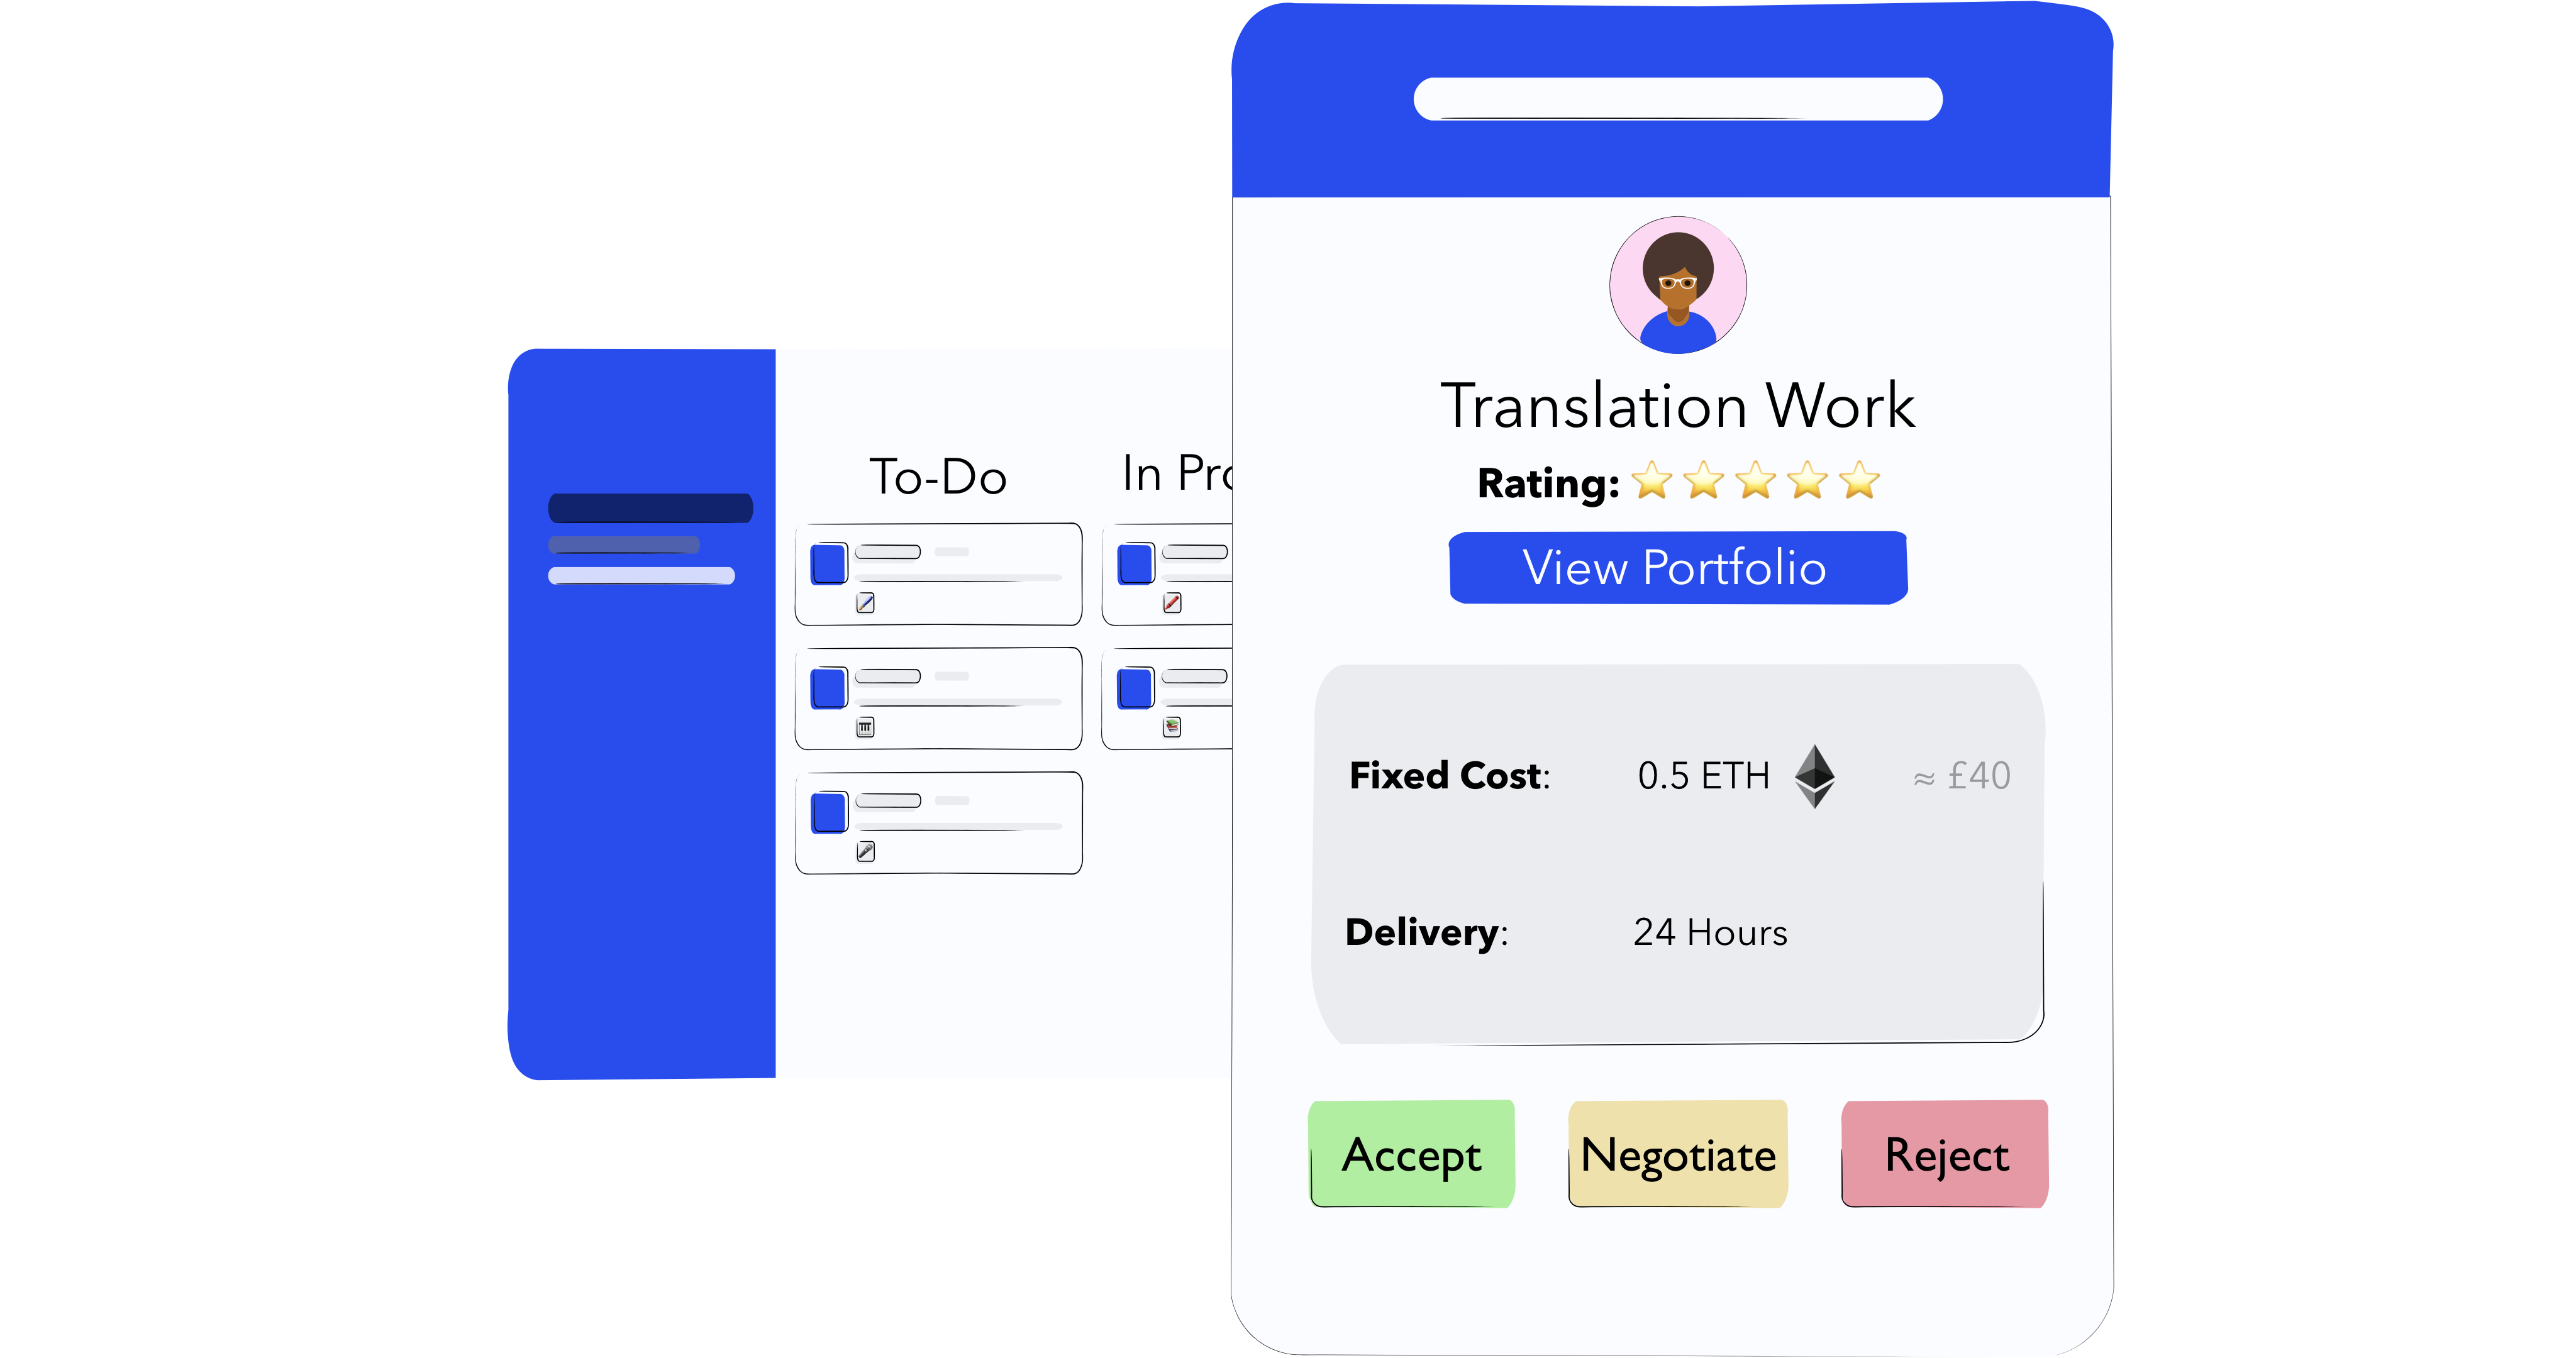 To-Do
In Pro
Translation Work
Rating: ⭐⭐⭐⭐⭐
View Portfolio
Fixed Cost: 0.5 ETH ≈ £40
Delivery: 24 Hours
Accept Negotiate Reject